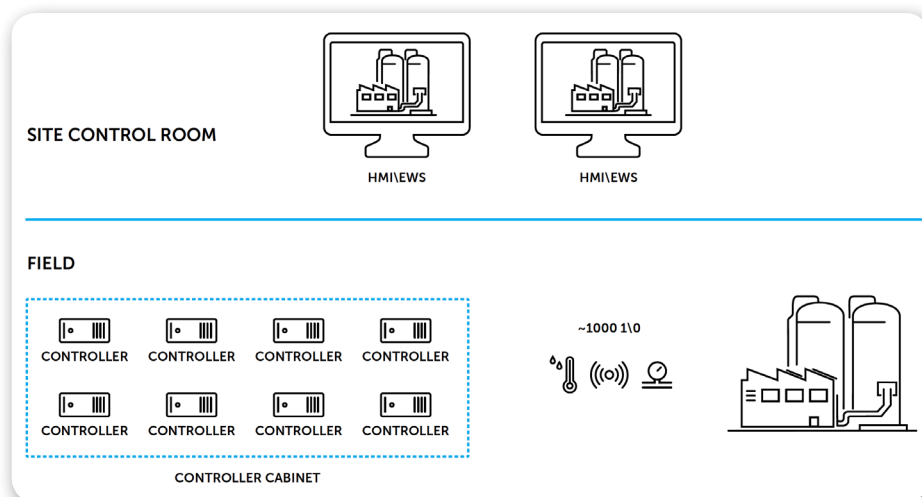 SITE CONTROL ROOM
HMI\EWS
HMI\EWS
FIELD
~1000 1\0
CONTROLLER CONTROLLER CONTROLLER CONTROLLER
CONTROLLER CONTROLLER CONTROLLER CONTROLLER
CONTROLLER CABINET